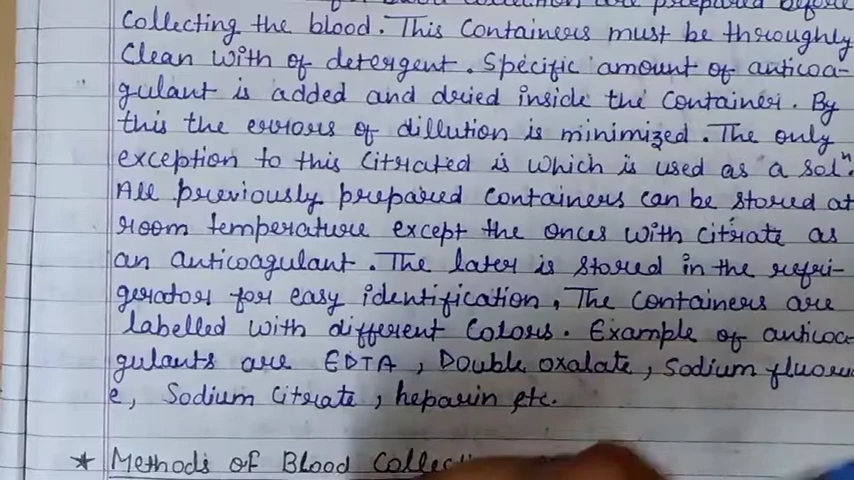 collecting the blood. This containers must be throughly
clean with of detergent. Specific amount of anticoa-
gulant is added and dried inside the container. By
this the errors of dillution is minimized. The only
exception to this citrated is which is used as a solⁿ.
All previously prepared containers can be stored at
room temperature except the onces with citrate as
an anticoagulant. The later is stored in the refri-
gerator for easy identification, The containers are
labelled with different colors. Example of anticoa-
gulants are EDTA, Double oxalate, Sodium fluor
e, Sodium citrate, heparin etc.
* Methods of Blood